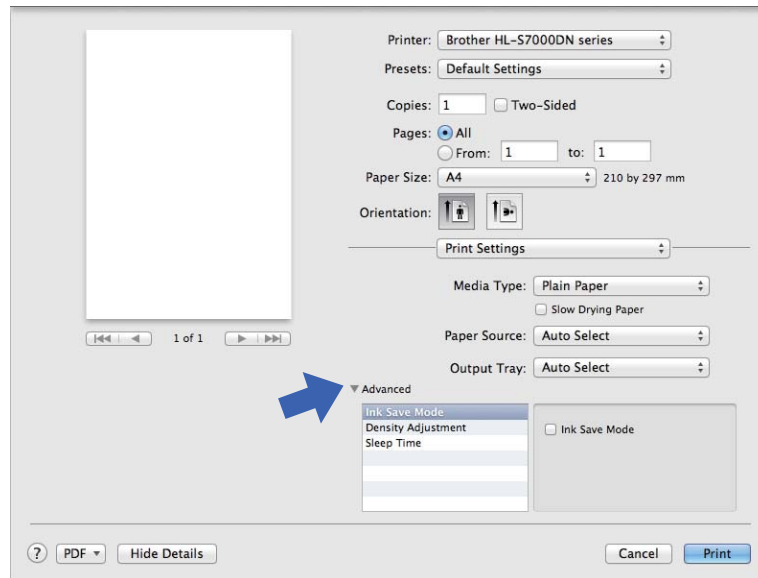 Printer: Brother HL-S7000DN series
Presets: Default Settings
Copies: 1 Two-Sided
Pages: All
From: 1 to: 1
Paper Size: A4 210 by 297 mm
Orientation:
Print Settings
Media Type: Plain Paper
Slow Drying Paper
1 of 1
Paper Source: Auto Select
Output Tray: Auto Select
Advanced
Ink Save Mode
Density Adjustment
Sleep Time
Ink Save Mode
? PDF Hide Details Cancel Print